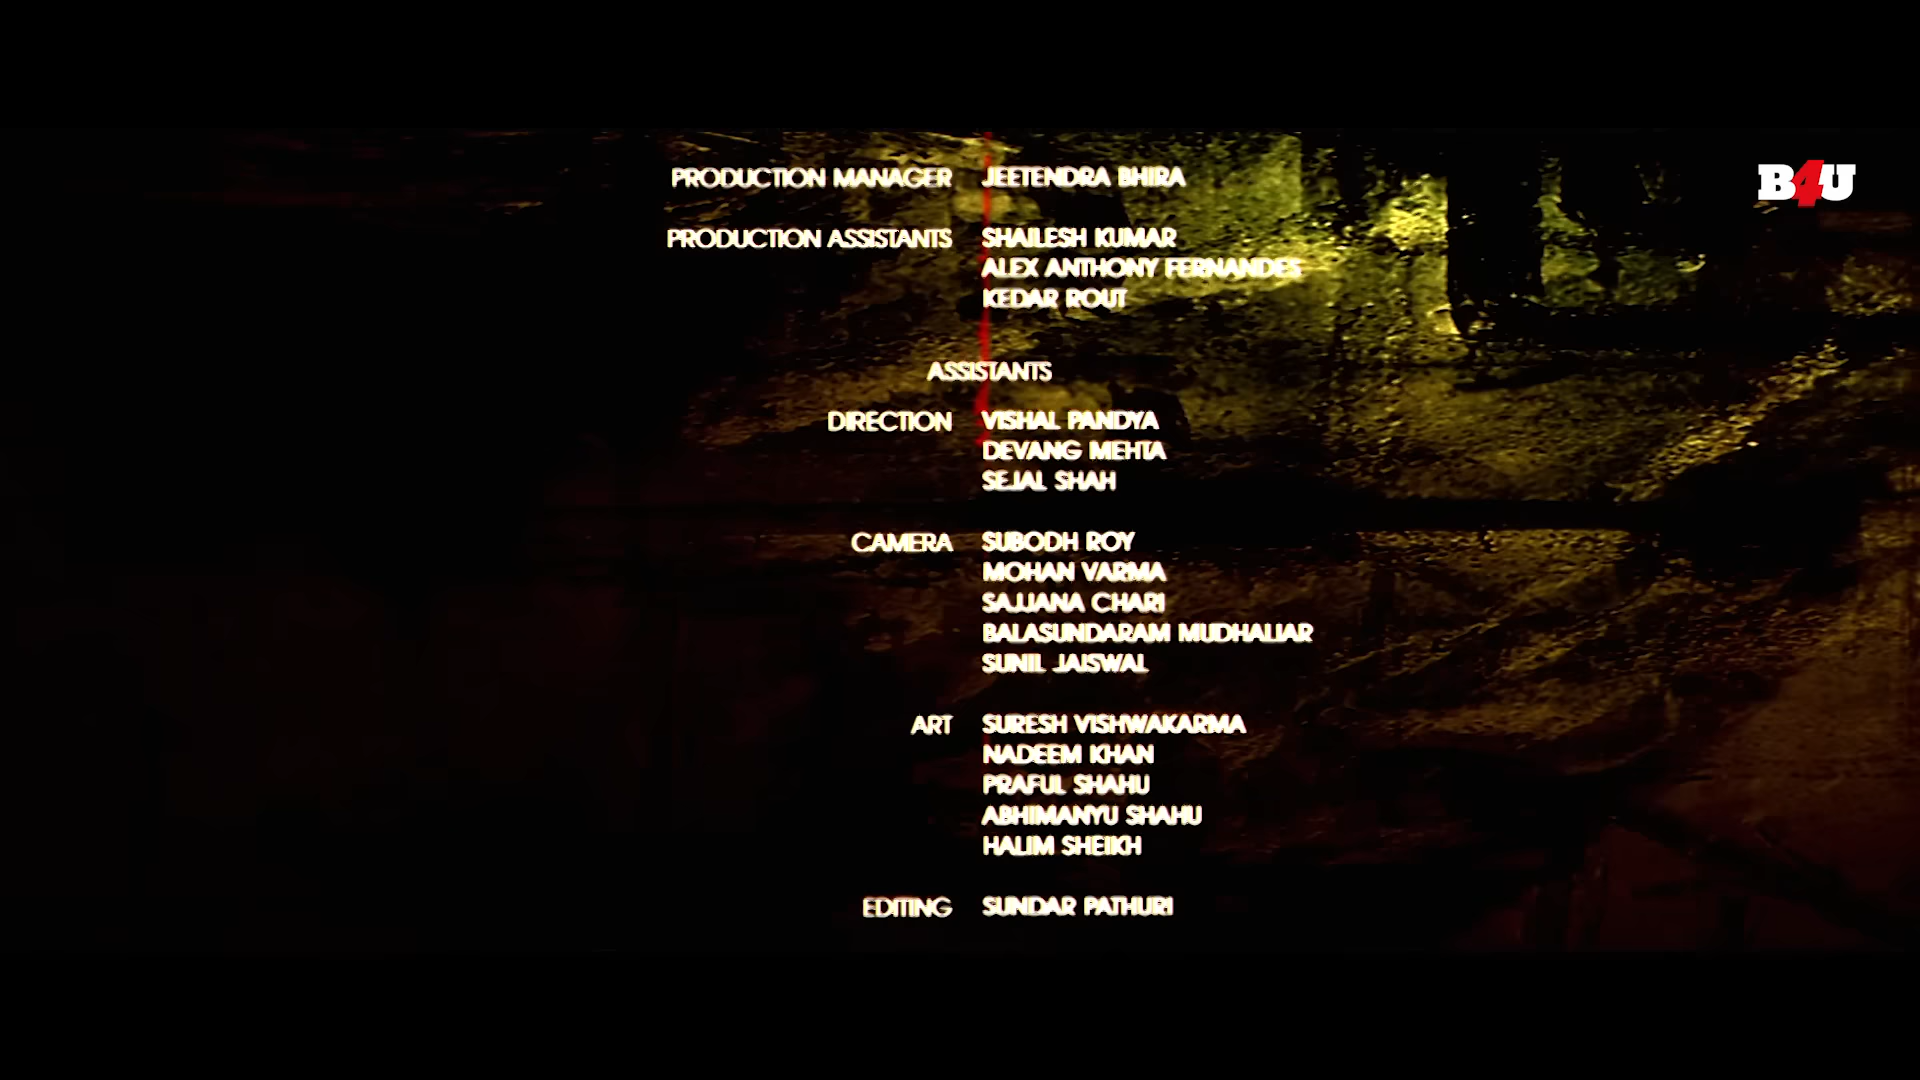 PRODUCTION MANAGER JEETENDRA BHIRA
B4U
PRODUCTION ASSISTANTS SHAILESH KUMAR
ALEX ANTHONY FERNANDES
KEDAR ROUT
ASSISTANTS
DIRECTION VISHAL PANDYA
DEVANG MEHTA
SEJAL SHAH
CAMERA SUBODH ROY
MOHAN VARMA
SAJJANA CHARI
BALASUNDARAM MUDHALIAR
SUNIL JAISWAL
ART SURESH VISHWAKARMA
NADEEM KHAN
PRAFUL SHAHU
ABHIMANYU SHAHU
HALIM SHEIKH
EDITING SUNDAR PATHURI